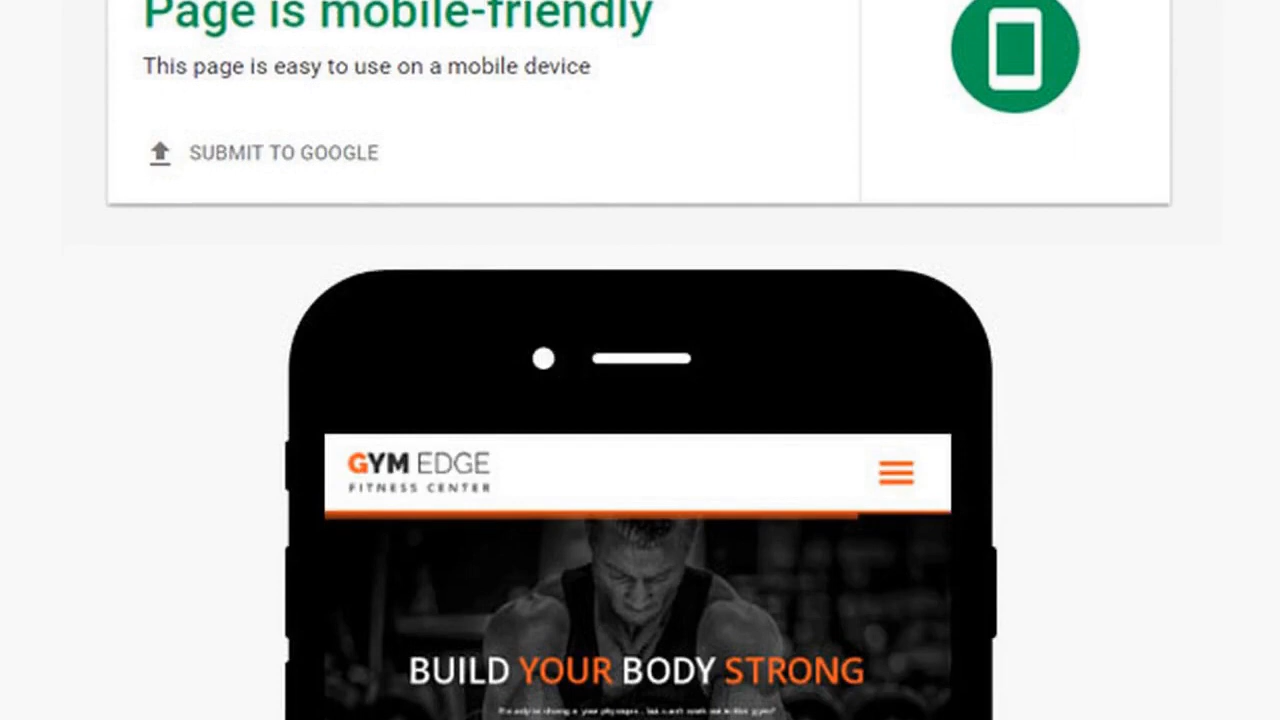 Page is mobile-friendly
This page is easy to use on a mobile device
SUBMIT TO GOOGLE
GYM EDGE
FITNESS CENTER
BUILD YOUR BODY STRONG